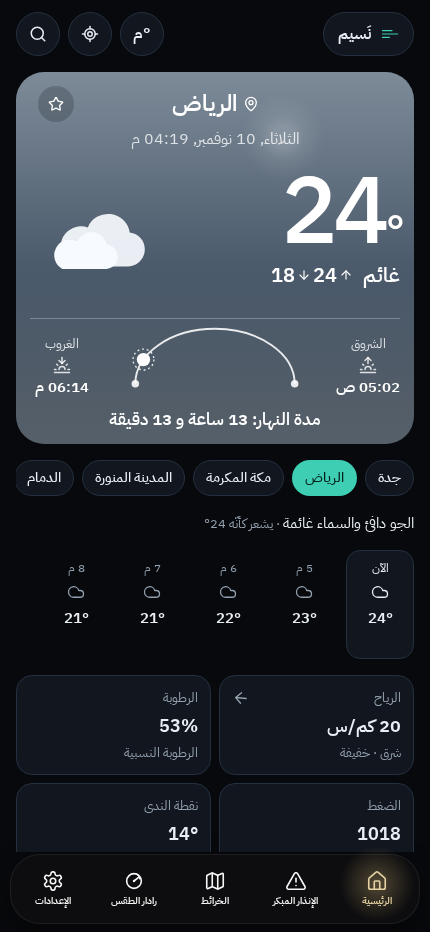 نَسيم
°م
الرياض
الثلاثاء, 10 نوفمبر, 04:19 م
24°
غائم ↑24 ↓18
الشروق
05:02 ص
الغروب
06:14 م
مدة النهار: 13 ساعة و 13 دقيقة
جدة
الرياض
مكة المكرمة
المدينة المنورة
الدمام
الجو دافئ والسماء غائمة · يشعر كأنّه 24°
الآن
5 م
6 م
7 م
8 م
24°
23°
22°
21°
21°
الرياح
20 كم/س
شرق · خفيفة
الرطوبة
53%
الرطوبة النسبية
الضغط
1018
نقطة الندى
14°
الرئيسية
الإنذار المبكر
الخرائط
رادار الطقس
الإعدادات